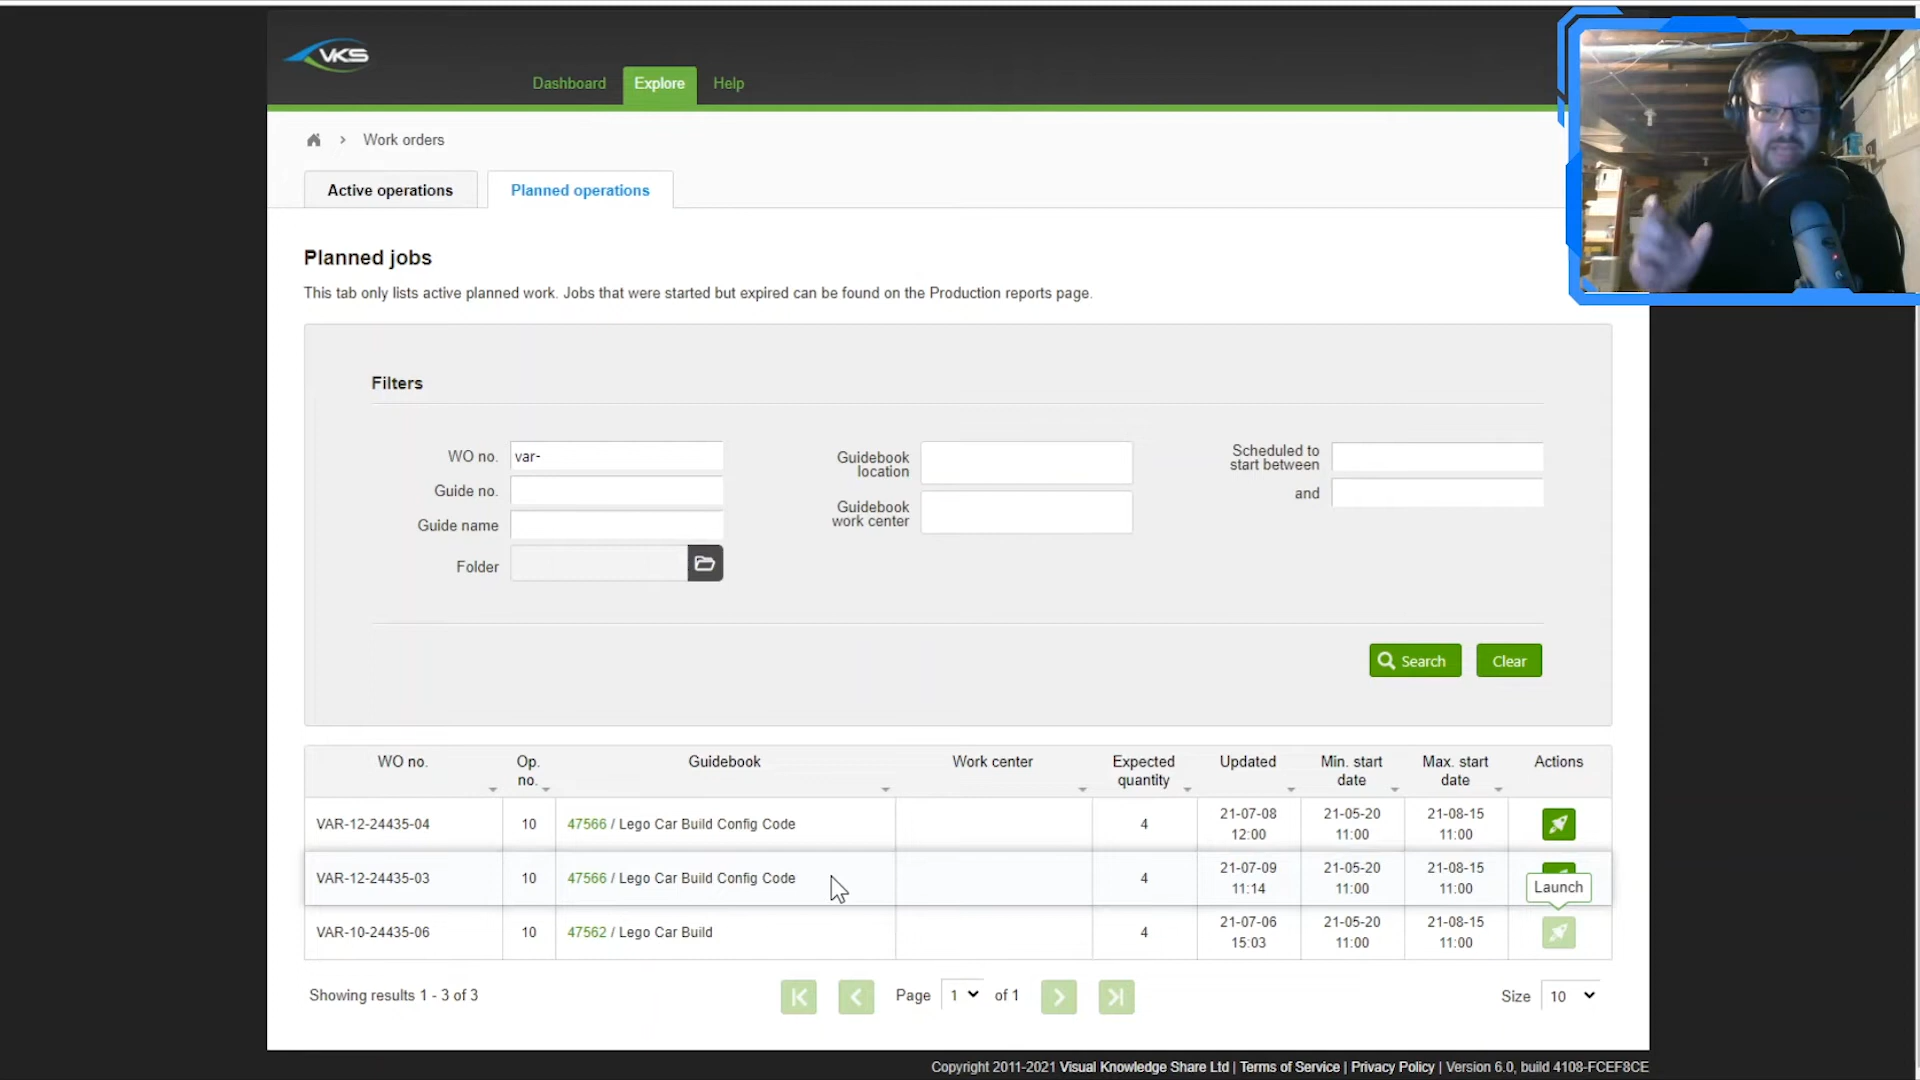 VKS
Dashboard Explore Help
Work orders
Active operations Planned operations
Planned jobs
This tab only lists active planned work. Jobs that were started but expired can be found on the Production reports page.
Filters
WO no. var-
Guide no.
Guide name
Folder
Guidebook
location
Guidebook
work center
Scheduled to
start between
and
Search Clear
WO no. Op. no. Guidebook Work center Expected quantity Updated Min. start date Max. start date Actions
VAR-12-24435-04 10 47566 / Lego Car Build Config Code 4 21-07-08 12:00 21-05-20 11:00 21-08-15 11:00
VAR-12-24435-03 10 47566 / Lego Car Build Config Code 4 21-07-09 11:14 21-05-20 11:00 21-08-15 11:00 Launch
VAR-10-24435-06 10 47562 / Lego Car Build 4 21-07-06 15:03 21-05-20 11:00 21-08-15 11:00
Showing results 1 - 3 of 3 Page 1 of 1 Size 10
Copyright 2011-2021 Visual Knowledge Share Ltd | Terms of Service | Privacy Policy | Version 6.0, build 4108-FCEF8CE